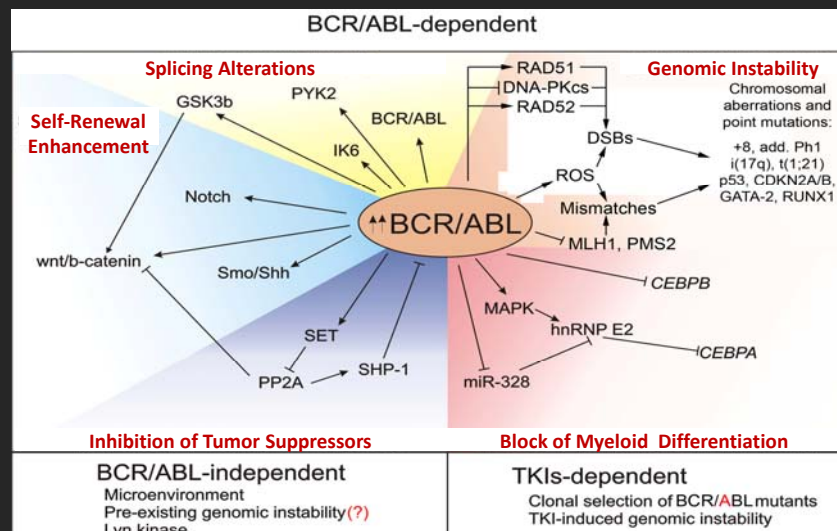 BCR/ABL-dependent
Splicing Alterations
Genomic Instability
Self-Renewal
Enhancement
GSK3b
PYK2
BCR/ABL
IK6
RAD51
DNA-PKcs
RAD52
DSBs
ROS
Mismatches
MLH1, PMS2
Chromosomal
aberrations and
point mutations:
+8, add. Ph1
i(17q), t(1;21)
p53, CDKN2A/B,
GATA-2, RUNX1
Notch
BCR/ABL
wnt/b-catenin
Smo/Shh
SET
PP2A
SHP-1
CEBPB
MAPK
hnRNP E2
CEBPA
miR-328
Inhibition of Tumor Suppressors
Block of Myeloid Differentiation
BCR/ABL-independent
Microenvironment
Pre-existing genomic instability(?)
Lyn kinase
TKIs-dependent
Clonal selection of BCR/ABL mutants
TKI-induced genomic instability